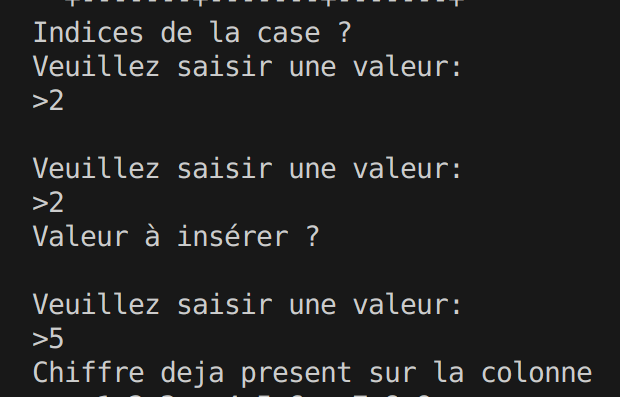 Indices de la case ?
Veuillez saisir une valeur:
>2
Veuillez saisir une valeur:
>2
Valeur à insérer ?
Veuillez saisir une valeur:
>5
Chiffre deja present sur la colonne